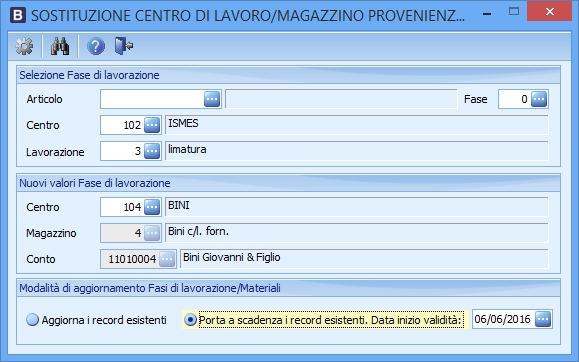 B SOSTITUZIONE CENTRO DI LAVORO/MAGAZZINO PROVENIENZ...
Selezione Fase di lavorazione
Articolo Fase 0
Centro 102 ISMES
Lavorazione 3 limatura
Nuovi valori Fase di lavorazione
Centro 104 BINI
Magazzino 4 Bini c/l. forn.
Conto 11010004 Bini Giovanni & Figlio
Modalità di aggiornamento Fasi di lavorazione/Materiali
Aggiorna i record esistenti Porta a scadenza i record esistenti. Data inizio validità: 06/06/2016